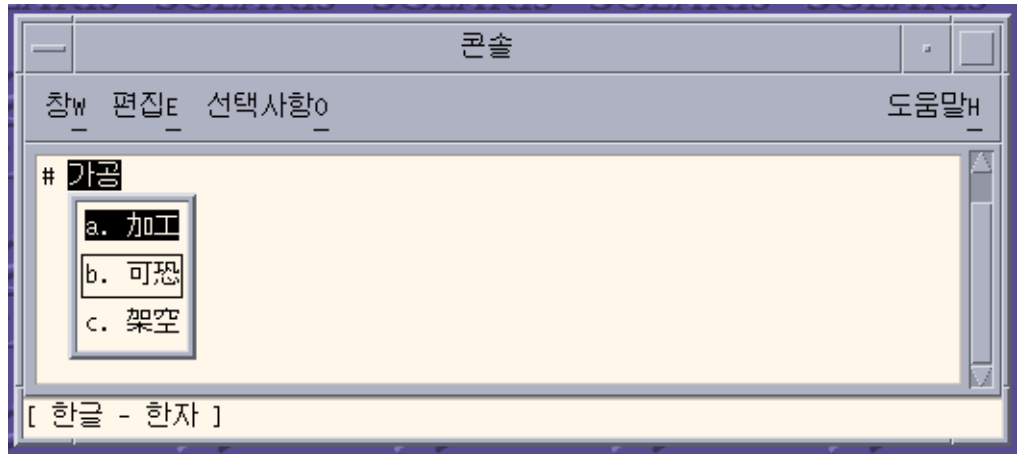 콘솔
창W 편집E 선택사항O 도움말H
# 가공
a. 加工
b. 可恐
c. 架空
[ 한글 - 한자 ]